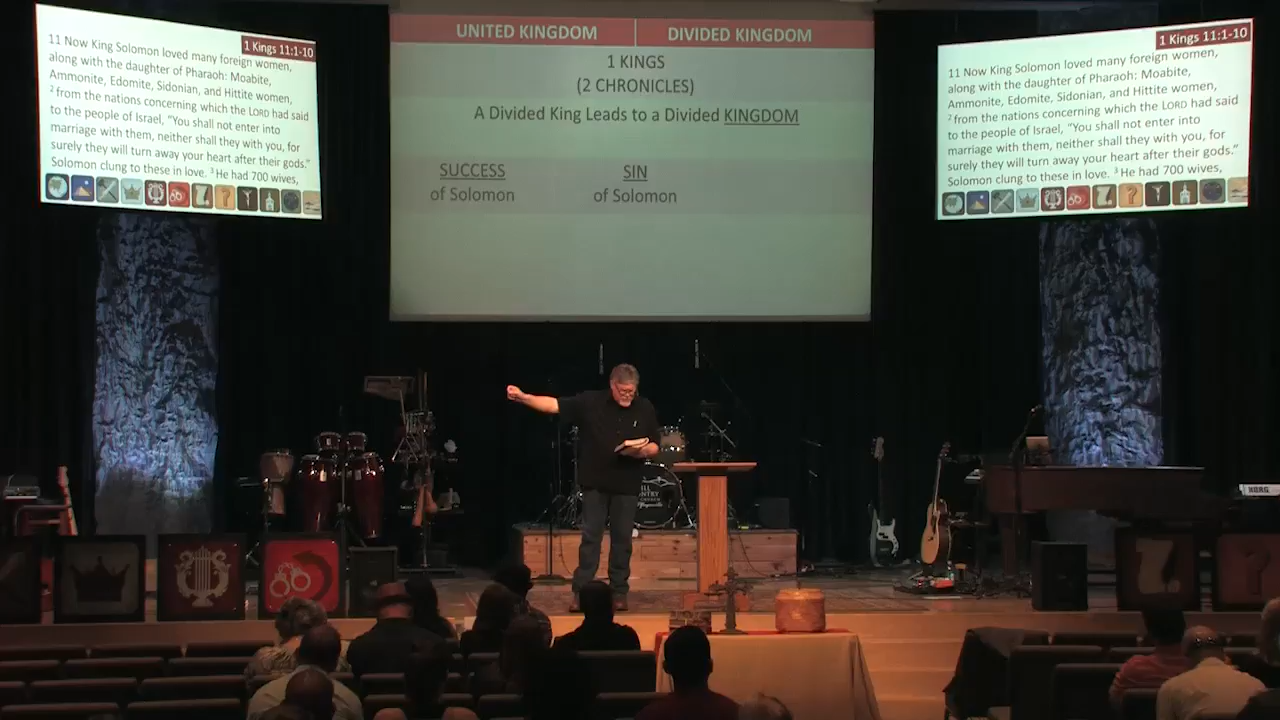 1 Kings 11:1-10
11 Now King Solomon loved many foreign women,
along with the daughter of Pharaoh: Moabite,
Ammonite, Edomite, Sidonian, and Hittite women,
2 from the nations concerning which the LORD had said
to the people of Israel, "You shall not enter into
marriage with them, neither shall they with you, for
surely they will turn away your heart after their gods."
Solomon clung to these in love. 3 He had 700 wives,
UNITED KINGDOM
DIVIDED KINGDOM
1 KINGS
(2 CHRONICLES)
A Divided King Leads to a Divided KINGDOM
SUCCESS
of Solomon
SIN
of Solomon
1 Kings 11:1-10
11 Now King Solomon loved many foreign women,
along with the daughter of Pharaoh: Moabite,
Ammonite, Edomite, Sidonian, and Hittite women,
2 from the nations concerning which the LORD had said
to the people of Israel, "You shall not enter into
marriage with them, neither shall they with you, for
surely they will turn away your heart after their gods."
Solomon clung to these in love. 3 He had 700 wives,
KORG